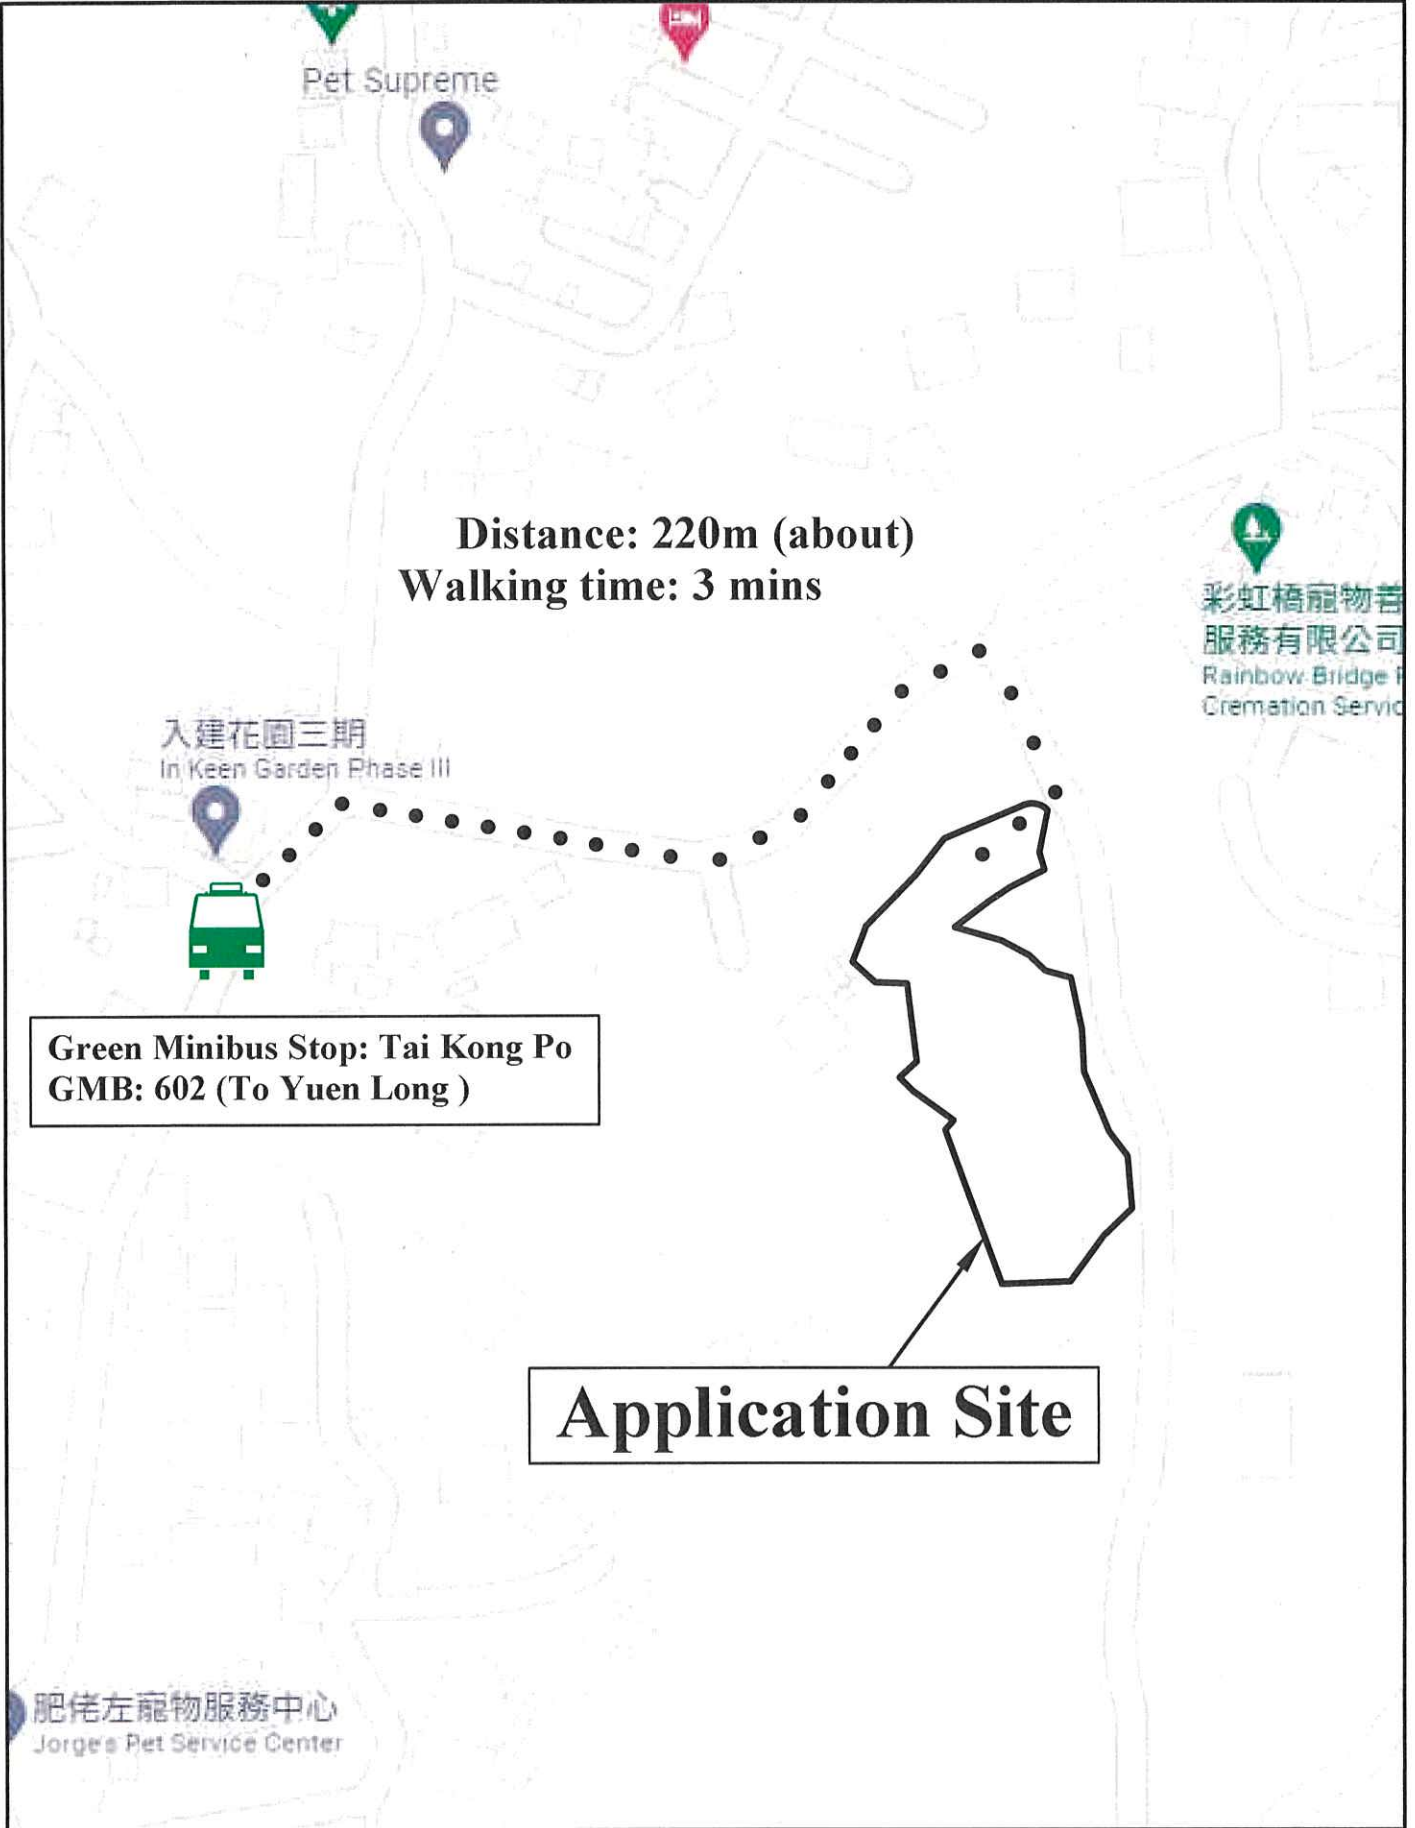 Pet Supreme
Distance: 220m (about)
Walking time: 3 mins
彩虹橋寵物善
服務有限公司
Rainbow Bridge
Cremation Servic
入建花園三期
In Keen Garden Phase III
Green Minibus Stop: Tai Kong Po
GMB: 602 (To Yuen Long )
Application Site
肥佬左寵物服務中心
Jorge's Pet Service Center